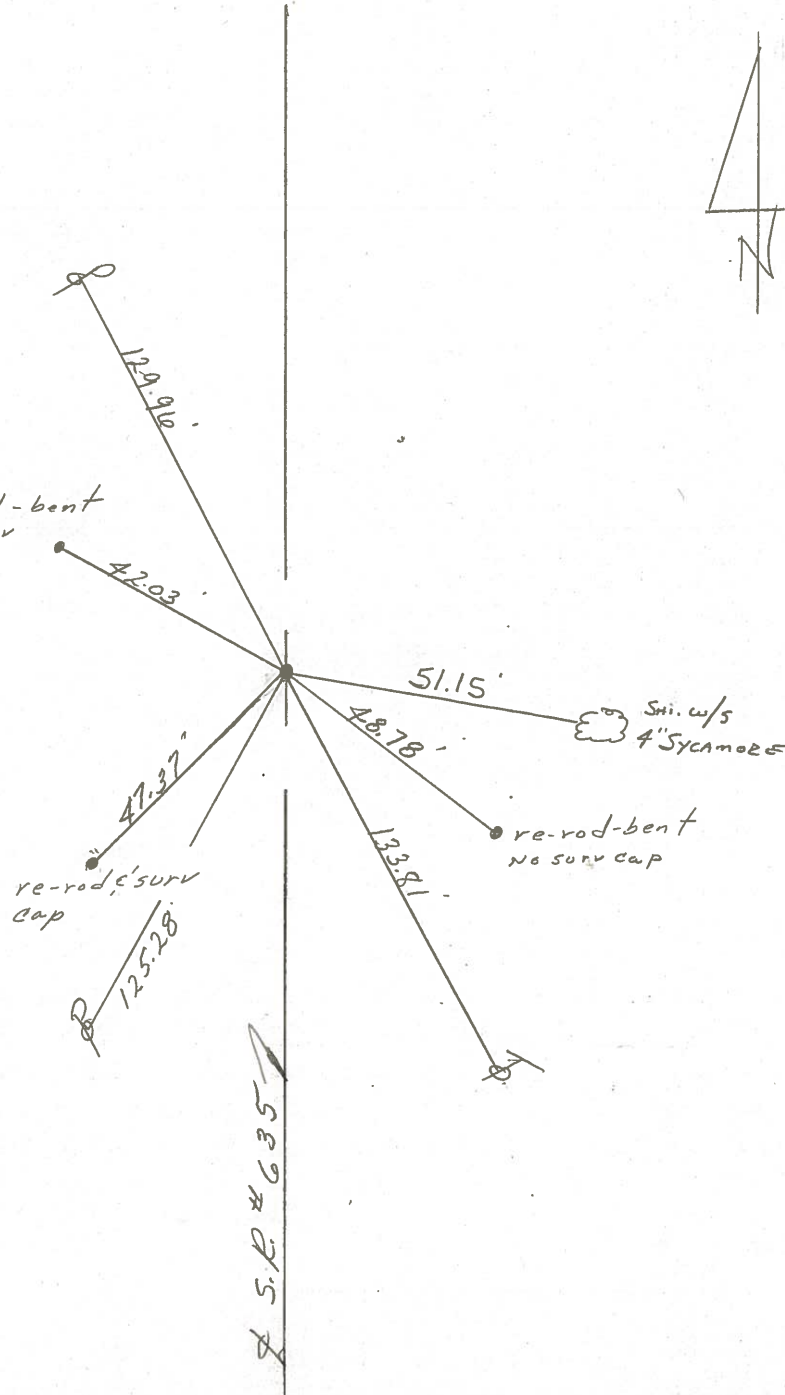 N
129.96'
-bent
42.03'
51.15'
SHI. W/S
4" SYCAMORE
48.78'
47.37'
133.81'
re-rod-bent
No surv cap
re-rod, c' surv
cap
125.28'
S.R. # 635